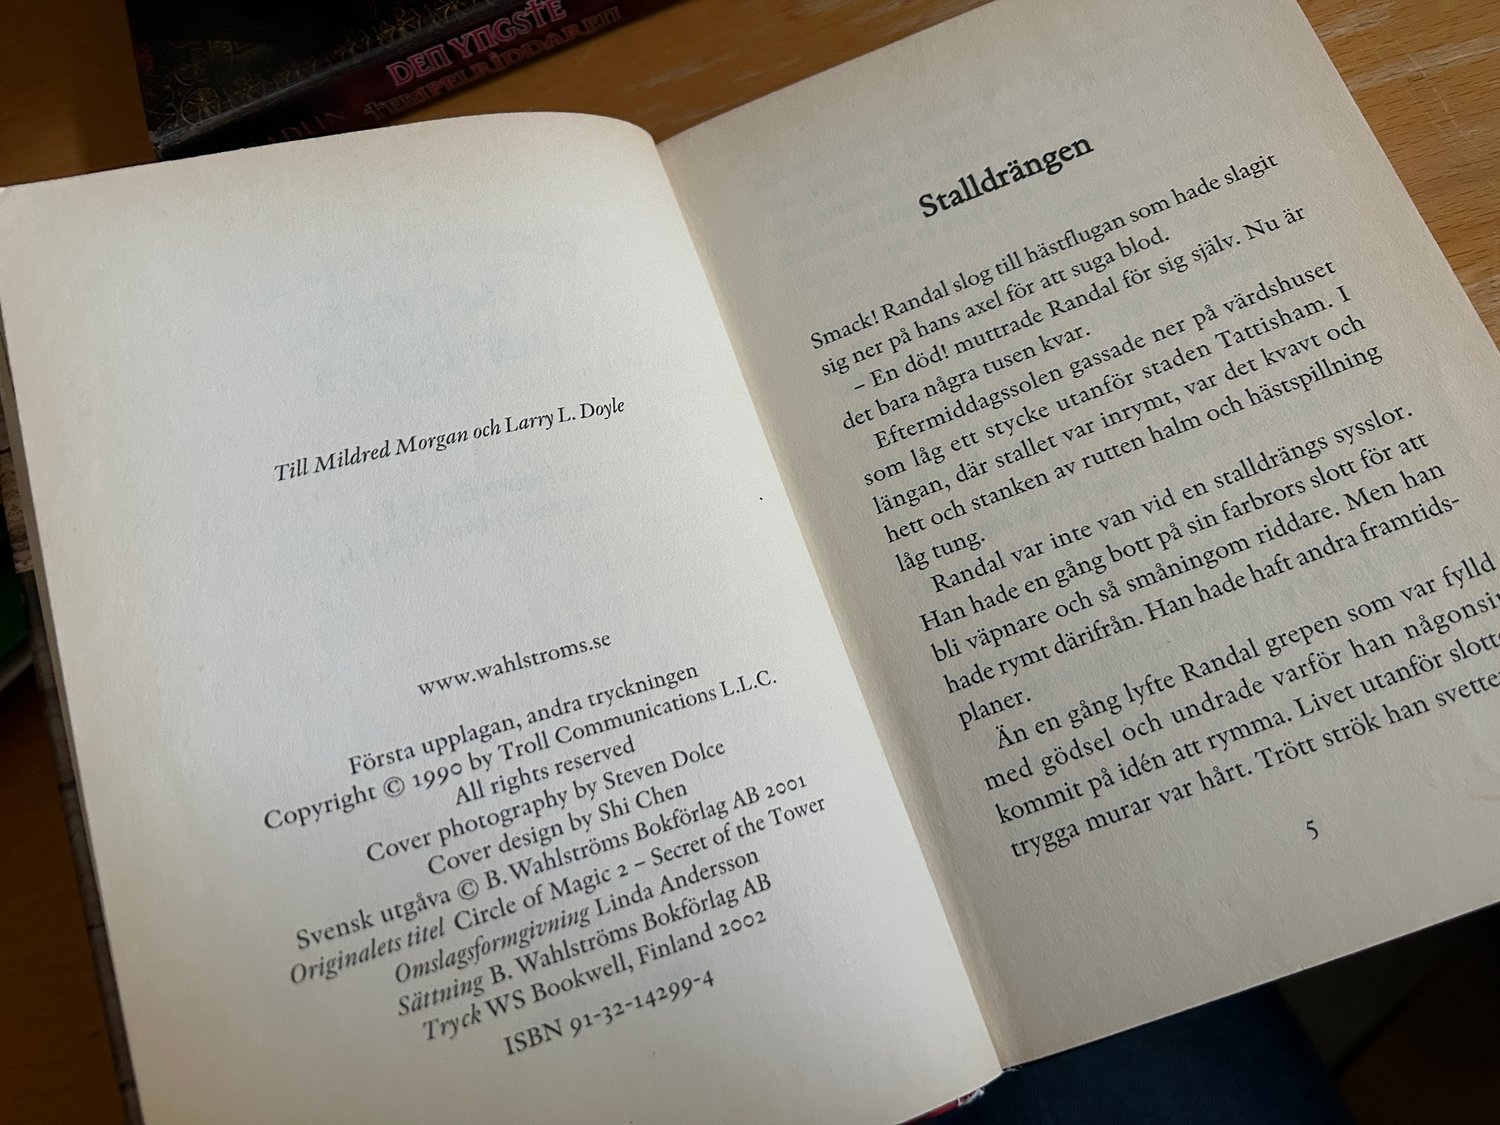 DEN YNGSTE
TEMPELRIDDAREN
Till Mildred Morgan och Larry L. Doyle
www.wahlstroms.se
Första upplagan, andra tryckningen
Copyright © 1990 by Troll Communications L.L.C.
All rights reserved
Cover photography by Steven Dolce
Cover design by Shi Chen
Svensk utgåva © B. Wahlströms Bokförlag AB 2001
Originalets titel Circle of Magic 2 – Secret of the Tower
Omslagsformgivning Linda Andersson
Sättning B. Wahlströms Bokförlag AB
Tryck WS Bookwell, Finland 2002
ISBN 91-32-14299-4
Stalldrängen
Smack! Randal slog till hästflugan som hade slagit
sig ner på hans axel för att suga blod.
– En död! muttrade Randal för sig själv. Nu är
det bara några tusen kvar.
Eftermiddagssolen gassade ner på värdshuset
som låg ett stycke utanför staden Tattisham. I
längan, där stallet var inrymt, var det kvavt och
hett och stanken av rutten halm och hästspillning
låg tung.
Randal var inte van vid en stalldrängs sysslor.
Han hade en gång bott på sin farbrors slott för att
bli väpnare och så småningom riddare. Men han
hade rymt därifrån. Han hade haft andra framtids-
planer.
Än en gång lyfte Randal grepen som var fylld
med gödsel och undrade varför han någonsin
kommit på idén att rymma. Livet utanför slott
trygga murar var hårt. Trött strök han svette
5